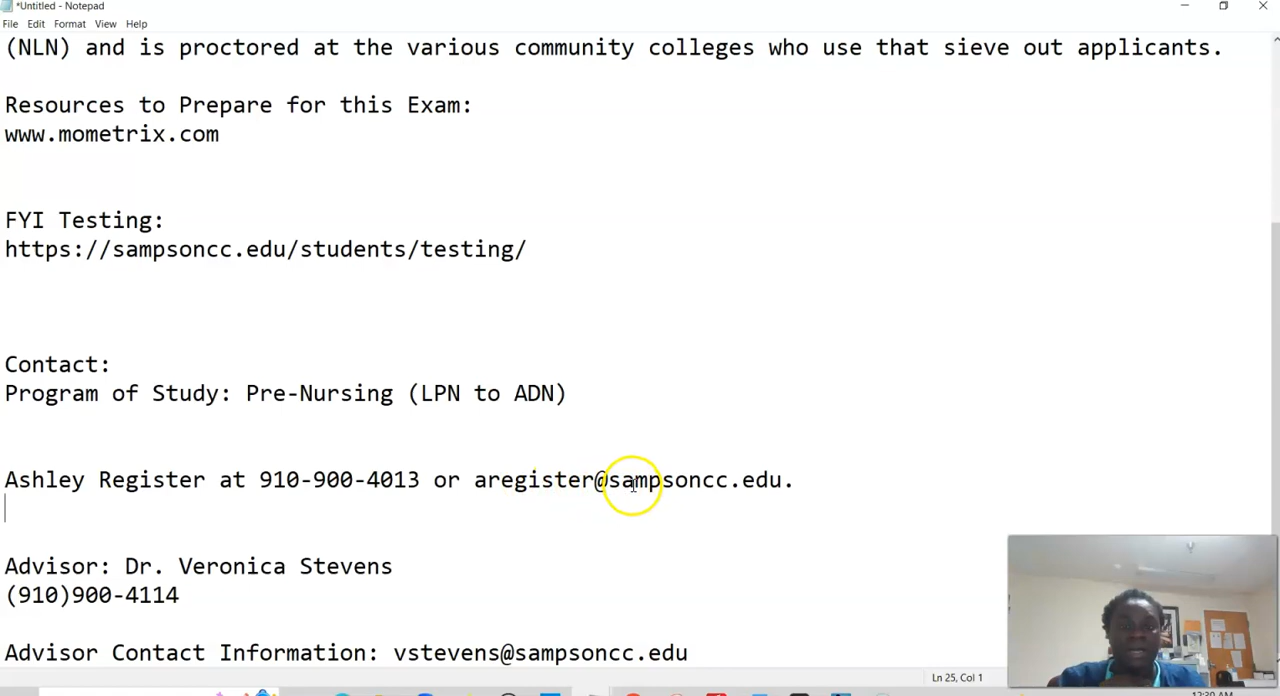 *Untitled - Notepad
File Edit Format View Help
(NLN) and is proctored at the various community colleges who use that sieve out applicants.
Resources to Prepare for this Exam:
www.mometrix.com
FYI Testing:
https://sampsoncc.edu/students/testing/
Contact:
Program of Study: Pre-Nursing (LPN to ADN)
Ashley Register at 910-900-4013 or aregister@sampsoncc.edu.
Advisor: Dr. Veronica Stevens
(910)900-4114
Advisor Contact Information: vstevens@sampsoncc.edu
Ln 25, Col 1
12:30 AM